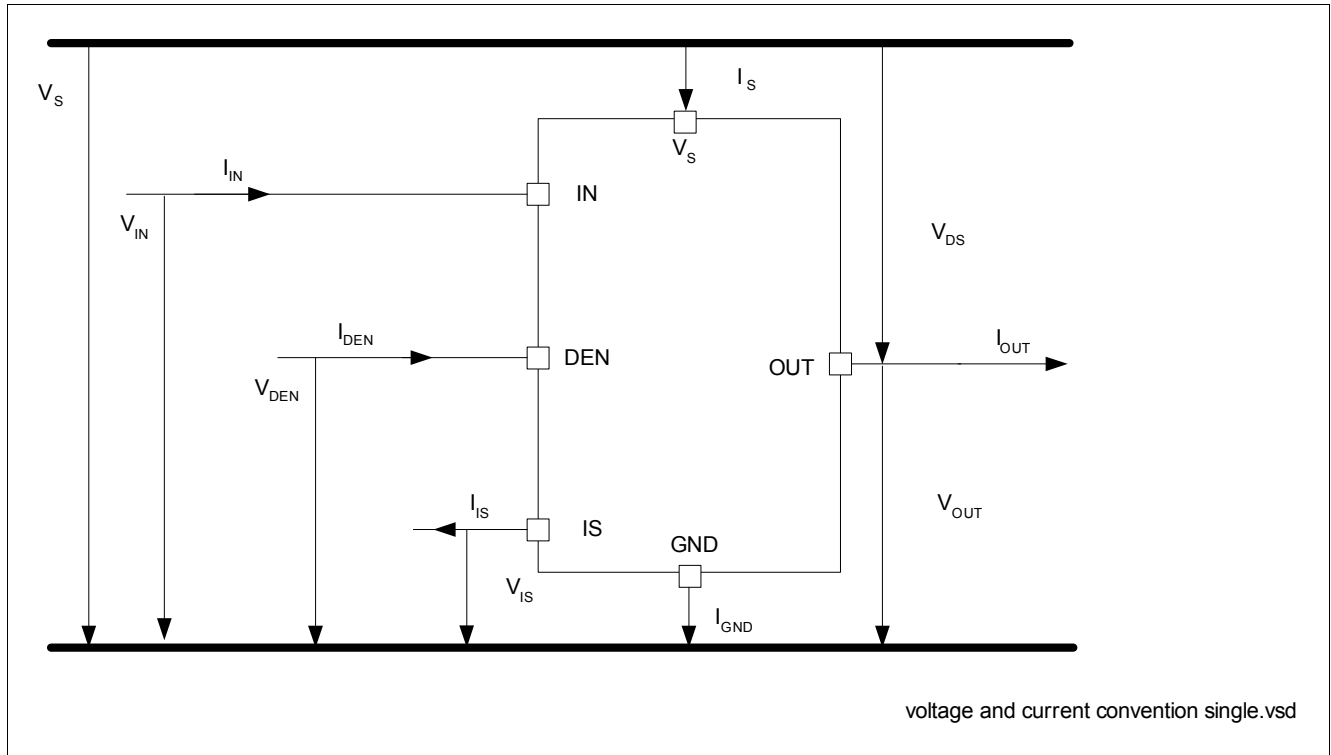 V_S
I_S
V_S
I_IN
IN
V_IN
V_DS
I_DEN
DEN
V_DEN
OUT
I_OUT
I_IS
IS
V_IS
GND
V_OUT
I_GND
voltage and current convention single.vsd